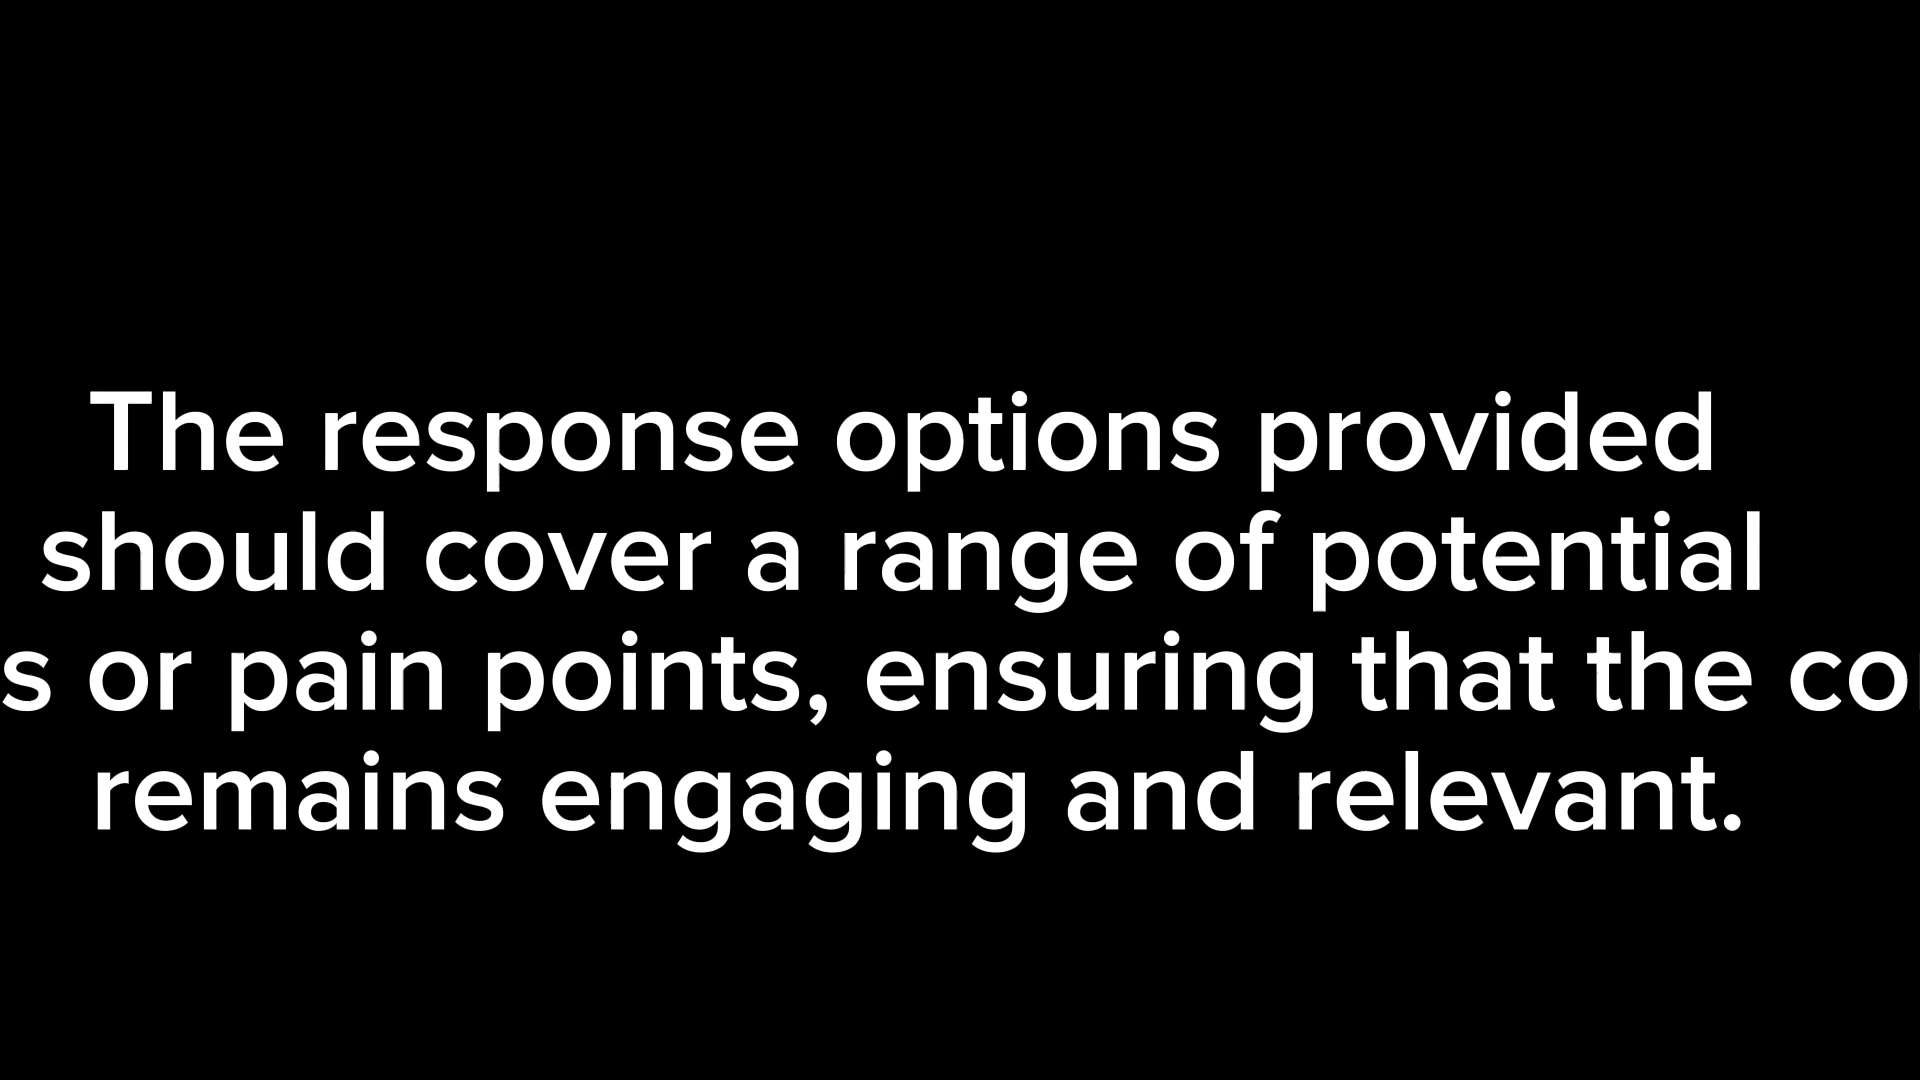 The response options provided
should cover a range of potential
or pain points, ensuring that the
remains engaging and relevant.